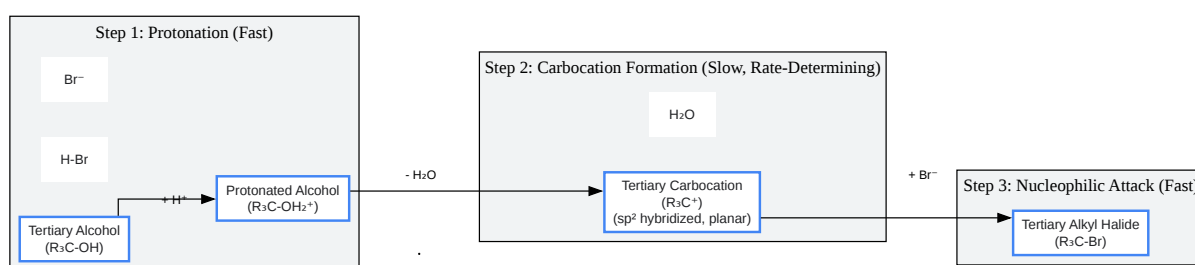 Step 1: Protonation (Fast)
Br⁻
H-Br
+ H⁺
Protonated Alcohol
(R₃C-OH₂⁺)
Tertiary Alcohol
(R₃C-OH)
- H₂O
Step 2: Carbocation Formation (Slow, Rate-Determining)
H₂O
Tertiary Carbocation
(R₃C⁺)
(sp² hybridized, planar)
+ Br⁻
Step 3: Nucleophilic Attack (Fast)
Tertiary Alkyl Halide
(R₃C-Br)